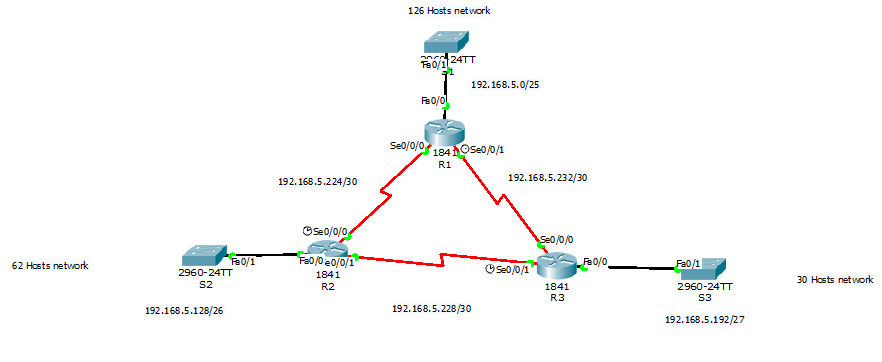 126 Hosts network
2960-24TT
Fa0/1
192.168.5.0/25
Fa0/0
Se0/0/0
Se0/0/1
1841
R1
192.168.5.224/30
192.168.5.232/30
Se0/0/0
Se0/0/0
62 Hosts network
Fa0/1
Fa0/0
e0/0/1
Se0/0/1
Fa0/0
Fa0/1
2960-24TT
S2
1841
R2
1841
R3
2960-24TT
S3
30 Hosts network
192.168.5.128/26
192.168.5.228/30
192.168.5.192/27